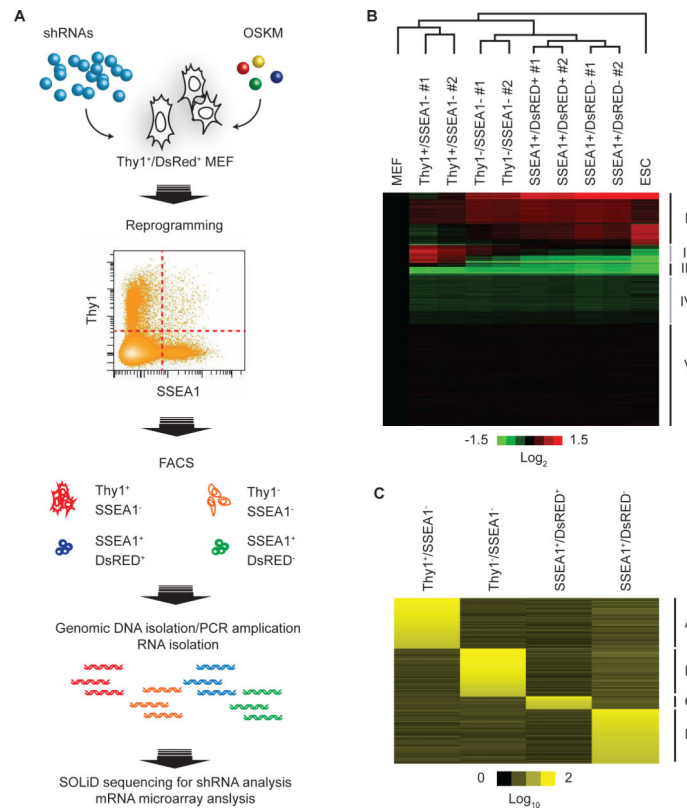 A
shRNAs
OSKM
Thy1⁺/DsRed⁺ MEF
Reprogramming
Thy1
SSEA1
FACS
Thy1⁺
SSEA1⁻
Thy1⁻
SSEA1⁻
SSEA1⁺
DsRED⁺
SSEA1⁺
DsRED⁻
Genomic DNA isolation/PCR amplication
RNA isolation
SOLiD sequencing for shRNA analysis
mRNA microarray analysis
B
MEF
Thy1+/SSEA1- #1
Thy1+/SSEA1- #2
Thy1-/SSEA1- #1
Thy1-/SSEA1- #2
SSEA1+/DsRED+ #1
SSEA1+/DsRED+ #2
SSEA1+/DsRED- #1
SSEA1+/DsRED- #2
ESC
-1.5
1.5
Log₂
C
Thy1⁺/SSEA1⁻
Thy1⁻/SSEA1⁻
SSEA1⁺/DsRED⁺
SSEA1⁺/DsRED⁻
A
0
2
Log₁₀